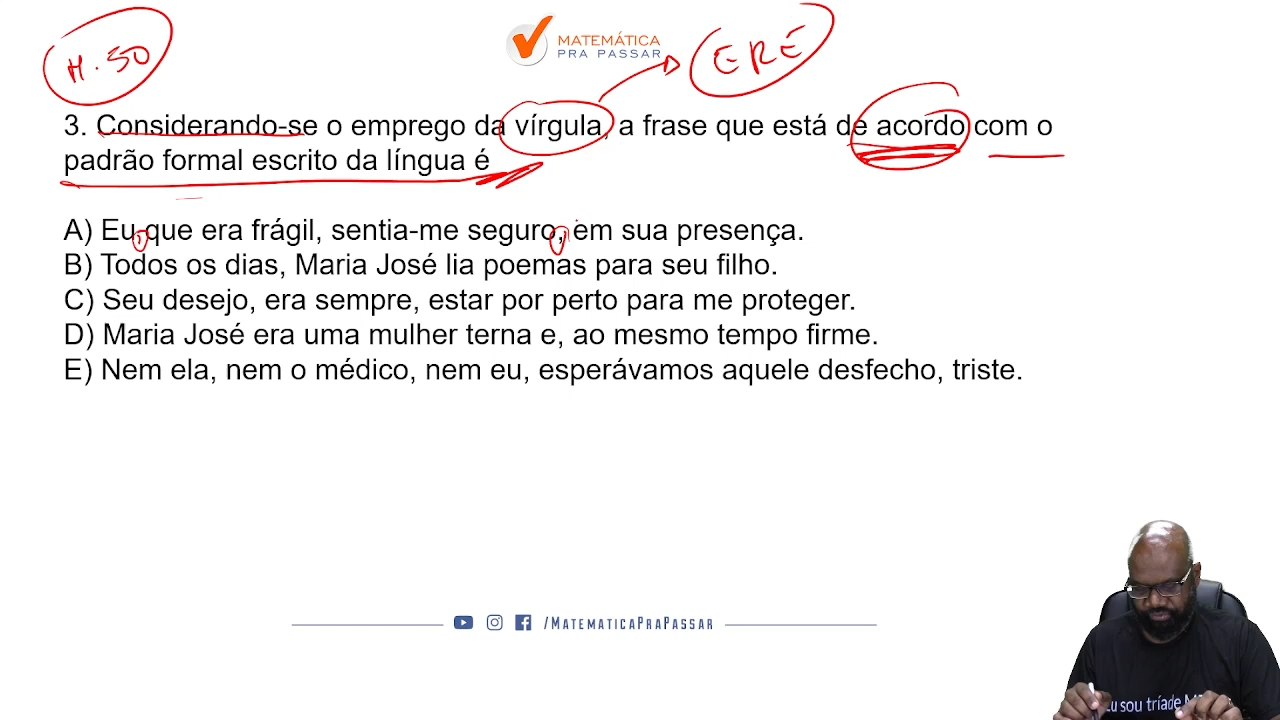 H.50
MATEMÁTICA
PRA PASSAR
ERE
3. Considerando-se o emprego da vírgula, a frase que está de acordo com o
padrão formal escrito da língua é
A) Eu, que era frágil, sentia-me seguro, em sua presença.
B) Todos os dias, Maria José lia poemas para seu filho.
C) Seu desejo, era sempre, estar por perto para me proteger.
D) Maria José era uma mulher terna e, ao mesmo tempo firme.
E) Nem ela, nem o médico, nem eu, esperávamos aquele desfecho, triste.
/MATEMATICAPRAPASSAR
Eu sou tríade